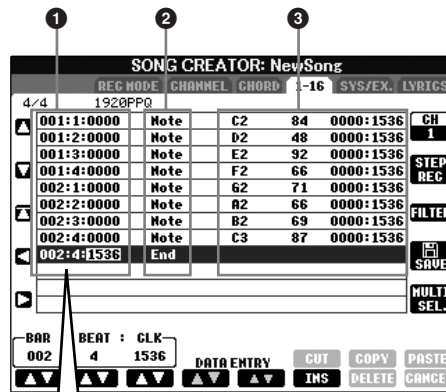 1 2 3
SONG CREATOR: NewSong
REC MODE CHANNEL CHORD 1-16 SYS/EX. LYRICS
4/4 1920PPQ
001:1:0000 Note C2 84 0000:1536
001:2:0000 Note D2 48 0000:1536
001:3:0000 Note E2 92 0000:1536
001:4:0000 Note F2 66 0000:1536
002:1:0000 Note G2 71 0000:1536
002:2:0000 Note A2 66 0000:1536
002:3:0000 Note B2 69 0000:1536
002:4:0000 Note C3 87 0000:1536
002:4:1536 End
CH
1
STEP
REC
FILTER
SAVE
MULTI
SEL.
BAR BEAT : CLK
002 4 1536
DATA ENTRY
CUT COPY PASTE
INS DELETE CANCEL